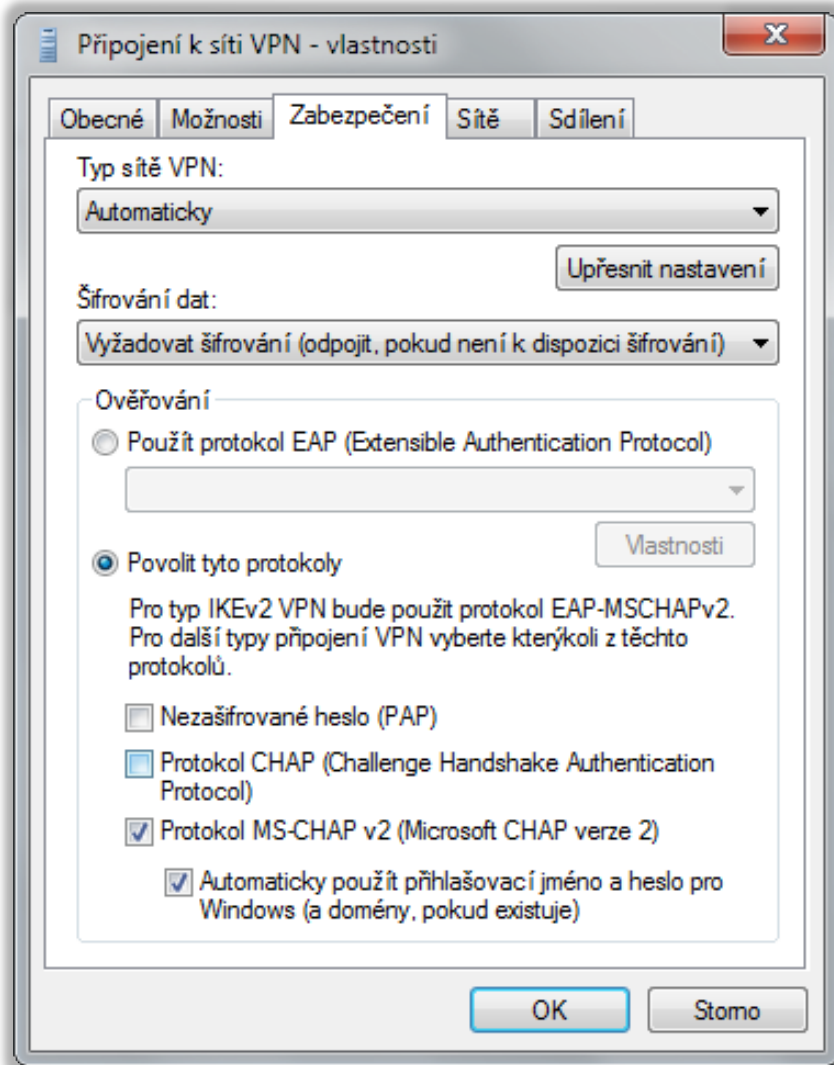 Připojení k síti VPN - vlastnosti
Obecné Možnosti Zabezpečení Sítě Sdílení
Typ sítě VPN:
Automaticky
Upřesnit nastavení
Šifrování dat:
Vyžadovat šifrování (odpojit, pokud není k dispozici šifrování)
Ověřování
Použít protokol EAP (Extensible Authentication Protocol)
Vlastnosti
Povolit tyto protokoly
Pro typ IKEv2 VPN bude použit protokol EAP-MSCHAPv2.
Pro další typy připojení VPN vyberte kterýkoli z těchto
protokolů.
Nezašifrované heslo (PAP)
Protokol CHAP (Challenge Handshake Authentication
Protocol)
Protokol MS-CHAP v2 (Microsoft CHAP verze 2)
Automaticky použít přihlašovací jméno a heslo pro
Windows (a domény, pokud existuje)
OK Storno